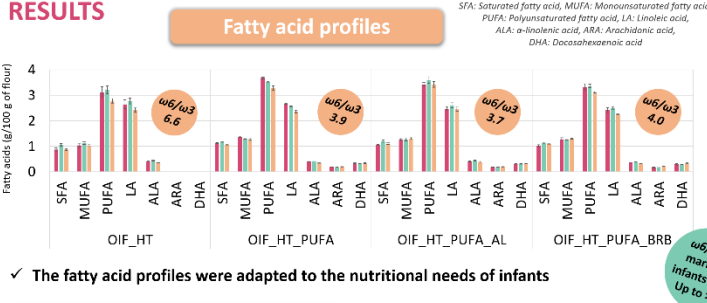 RESULTS
Fatty acid profiles
SFA: Saturated fatty acid, MUFA: Monounsaturated fatty acid
PUFA: Polyunsaturated fatty acid, LA: Linoleic acid,
ALA: α-linolenic acid, ARA: Arachidonic acid,
DHA: Docosahexaenoic acid
Fatty acids (g/100 g of flour)
4
3
2
1
0
ω6/ω3
6.6
ω6/ω3
3.9
ω6/ω3
3.7
ω6/ω3
4.0
SFA MUFA PUFA LA ALA ARA DHA
SFA MUFA PUFA LA ALA ARA DHA
SFA MUFA PUFA LA ALA ARA DHA
SFA MUFA PUFA LA ALA ARA DHA
OIF_HT OIF_HT_PUFA OIF_HT_PUFA_AL OIF_HT_PUFA_BRB
✓ The fatty acid profiles were adapted to the nutritional needs of infants
ω6/
mar
infants
Up to